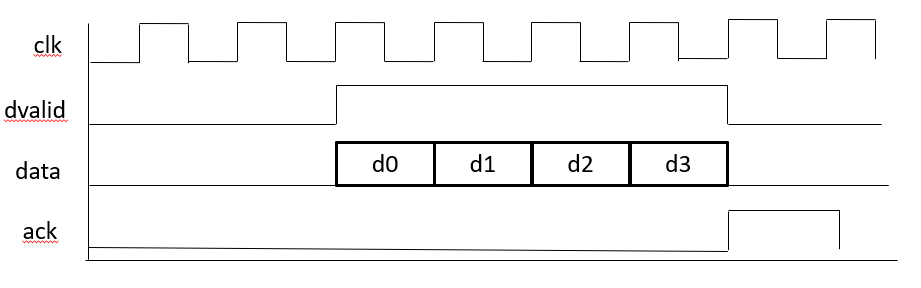 clk
dvalid
data
d0 d1 d2 d3
ack